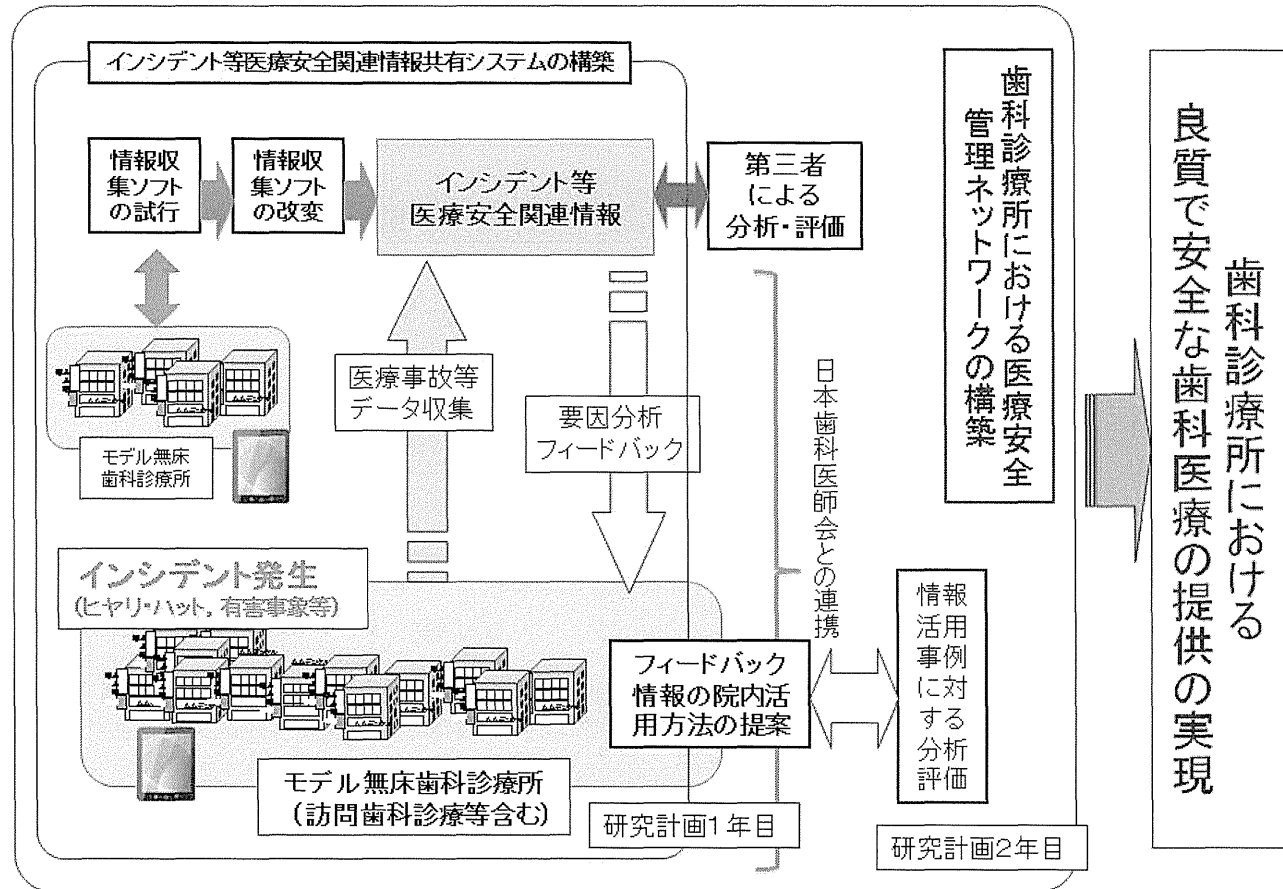 インシデント等医療安全関連情報共有システムの構築
情報収
集ソフト
の試行
情報収
集ソフト
の改変
インシデント等
医療安全関連情報
第三者
による
分析・評価
モデル無床
歯科診療所
医療事故等
データ収集
要因分析
フィードバック
インシデント発生
(ヒヤリ・ハット, 有害事象等)
フィードバック
情報の院内活
用方法の提案
モデル無床歯科診療所
(訪問歯科診療等含む)
研究計画1年目
日本歯科医師会との連携
情報
活用
事例
に対
する
分析
評価
研究計画2年目
歯科診療所における医療安全
管理ネットワークの構築
歯科診療所における
良質で安全な歯科医療の提供の実現